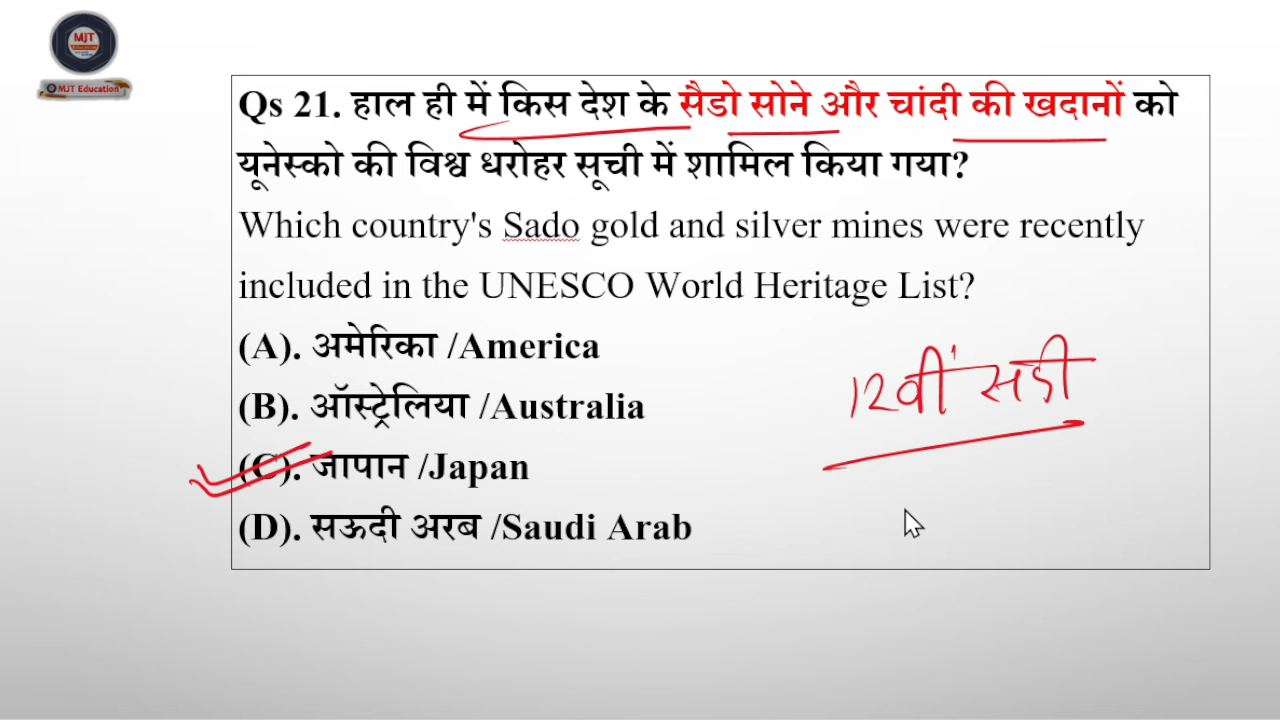 MJT
MJT Education
Qs 21. हाल ही में किस देश के सैडो सोने और चांदी की खदानों को
यूनेस्को की विश्व धरोहर सूची में शामिल किया गया?
Which country's Sado gold and silver mines were recently
included in the UNESCO World Heritage List?
(A). अमेरिका /America
(B). ऑस्ट्रेलिया /Australia
12वीं सदी
(C). जापान /Japan
(D). सऊदी अरब /Saudi Arab